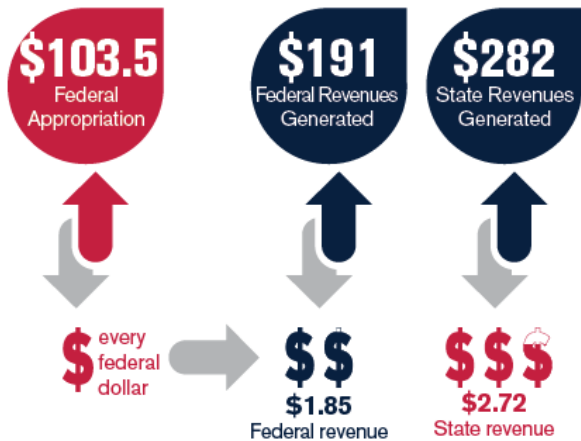 $103.5
Federal
Appropriation
$191
Federal Revenues
Generated
$282
State Revenues
Generated
$ every
federal
dollar
$$
$1.85
Federal revenue
$$$
$2.72
State revenue